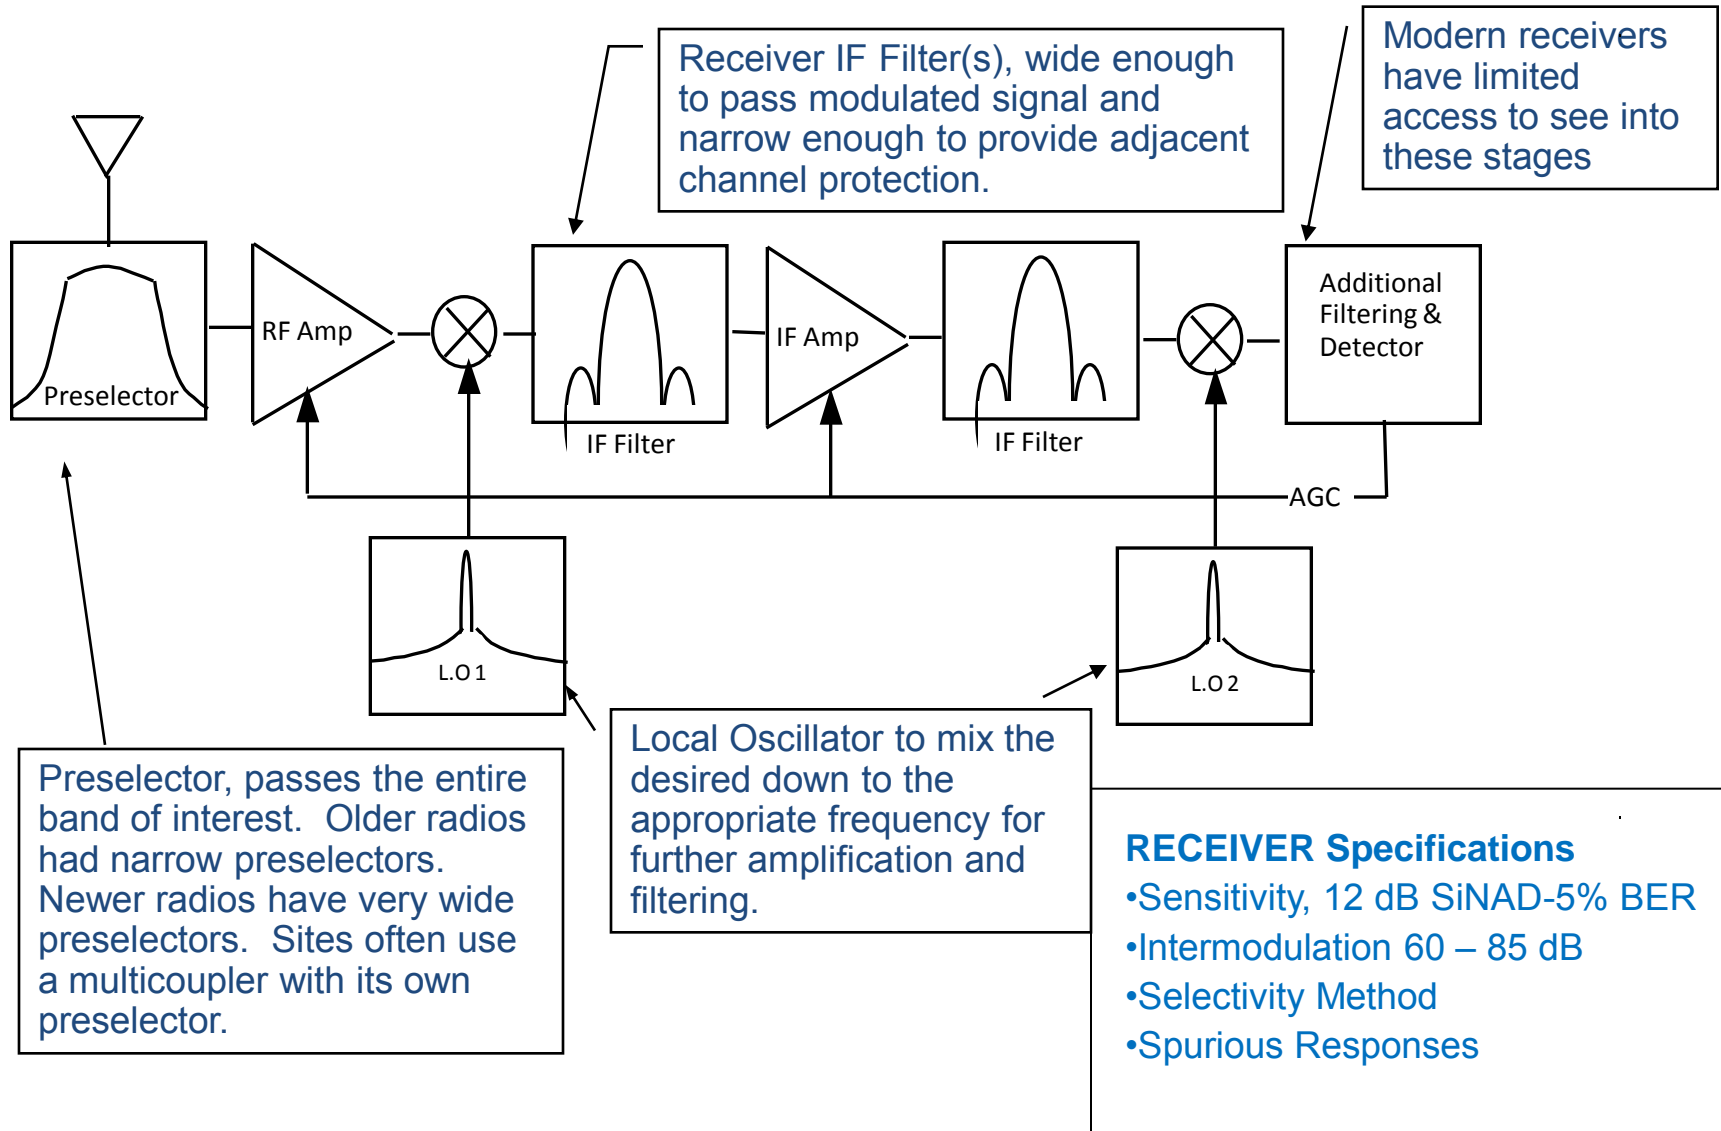 Receiver IF Filter(s), wide enough
to pass modulated signal and
narrow enough to provide adjacent
channel protection.
Modern receivers
have limited
access to see into
these stages
Preselector
RF Amp
IF Filter
IF Amp
IF Filter
Additional
Filtering &
Detector
AGC
L.O 1
L.O 2
Preselector, passes the entire
band of interest.  Older radios
had narrow preselectors.
Newer radios have very wide
preselectors.  Sites often use
a multicoupler with its own
preselector.
Local Oscillator to mix the
desired down to the
appropriate frequency for
further amplification and
filtering.
RECEIVER Specifications
•Sensitivity, 12 dB SiNAD-5% BER
•Intermodulation 60 – 85 dB
•Selectivity Method
•Spurious Responses